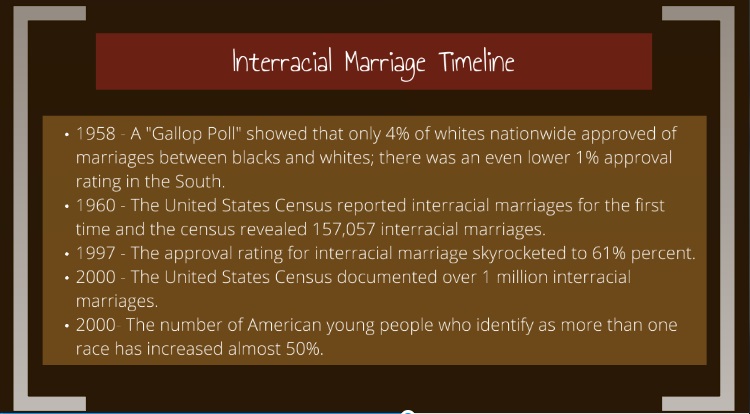 Interracial Marriage Timeline
• 1958 - A "Gallop Poll" showed that only 4% of whites nationwide approved of
marriages between blacks and whites; there was an even lower 1% approval
rating in the South.
• 1960 - The United States Census reported interracial marriages for the first
time and the census revealed 157,057 interracial marriages.
• 1997 - The approval rating for interracial marriage skyrocketed to 61% percent.
• 2000 - The United States Census documented over 1 million interracial
marriages.
• 2000- The number of American young people who identify as more than one
race has increased almost 50%.